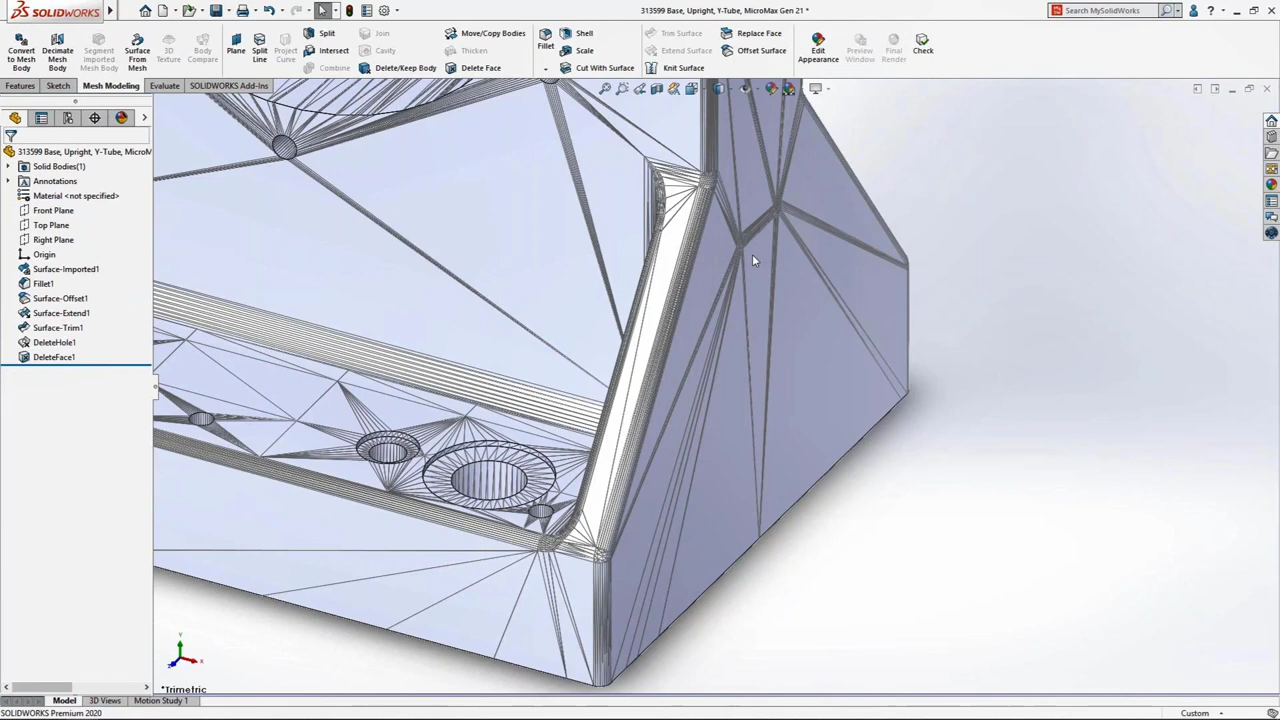 SOLIDWORKS
313599 Base, Upright, Y-Tube, MicroMax Gen 21 *
Search MySolidWorks
Convert to Mesh Body
Decimate Mesh Body
Segment Imported Mesh Body
Surface From Mesh
3D Texture
Body Compare
Plane
Split Line
Project Curve
Split
Intersect
Combine
Join
Cavity
Delete/Keep Body
Move/Copy Bodies
Thicken
Delete Face
Fillet
Shell
Scale
Cut With Surface
Trim Surface
Extend Surface
Knit Surface
Replace Face
Offset Surface
Edit Appearance
Preview Window
Final Render
Check
Features
Sketch
Mesh Modeling
Evaluate
SOLIDWORKS Add-Ins
313599 Base, Upright, Y-Tube, MicroM
Solid Bodies(1)
Annotations
Material <not specified>
Front Plane
Top Plane
Right Plane
Origin
Surface-Imported1
Fillet1
Surface-Offset1
Surface-Extend1
Surface-Trim1
DeleteHole1
DeleteFace1
Y
X
Z
*Trimetric
Model
3D Views
Motion Study 1
SOLIDWORKS Premium 2020
Custom